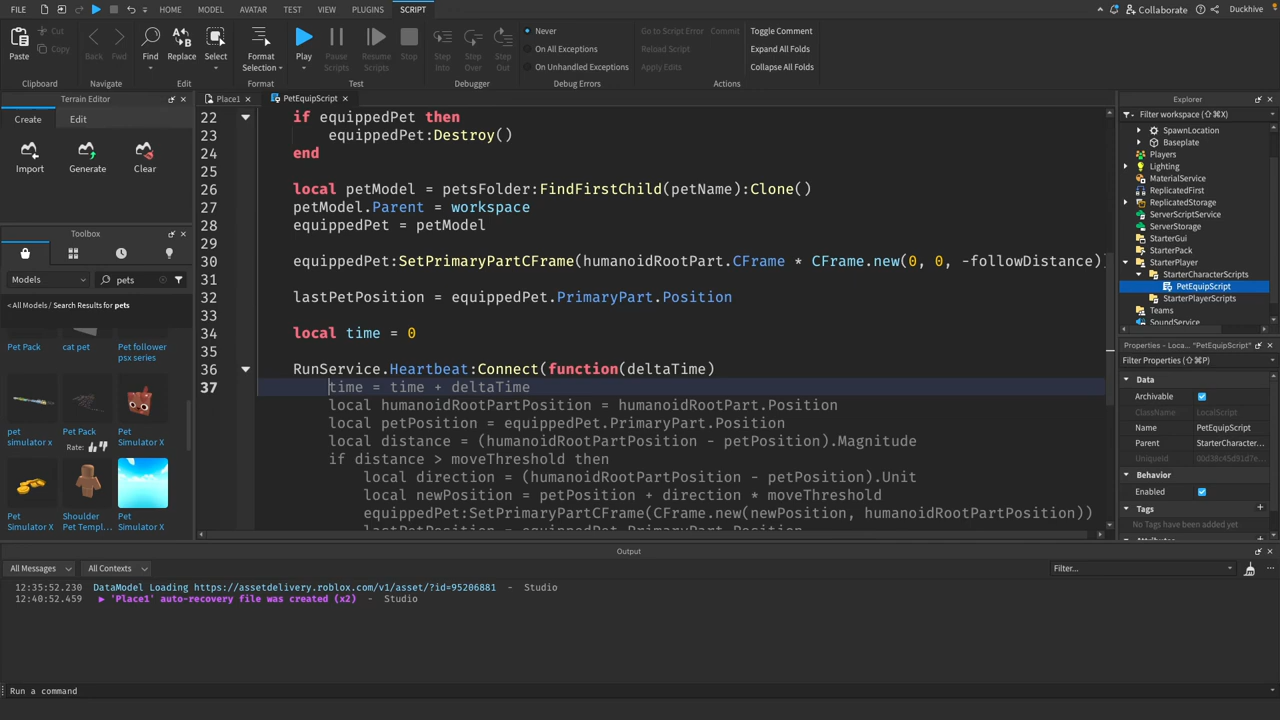 FILE
HOME MODEL AVATAR TEST VIEW PLUGINS SCRIPT
Collaborate Duckhive
Paste Cut Copy Back Fwd Find Replace Select Format Selection Play Pause Scripts Resume Scripts Stop Step Into Step Over Step Out
Never
On All Exceptions
On Unhandled Exceptions
Go to Script Error Commit
Reload Script
Apply Edits
Toggle Comment
Expand All Folds
Collapse All Folds
Clipboard Navigate Edit Format Test Debugger Debug Errors Actions
Terrain Editor
Create Edit
Import Generate Clear
Toolbox
Models pets
< All Models / Search Results for pets
Pet Pack cat pet Pet follower psx series
pet simulator x Pet Pack Rate: Pet Simulator X
Pet Simulator X Shoulder Pet Templ... Pet Simulator X
Place1 × PetEquipScript ×
22 if equippedPet then
23 equippedPet:Destroy()
24 end
25
26 local petModel = petsFolder:FindFirstChild(petName):Clone()
27 petModel.Parent = workspace
28 equippedPet = petModel
29
30 equippedPet:SetPrimaryPartCFrame(humanoidRootPart.CFrame * CFrame.new(0, 0, -followDistance))
31
32 lastPetPosition = equippedPet.PrimaryPart.Position
33
34 local time = 0
35
36 RunService.Heartbeat:Connect(function(deltaTime)
37 time = time + deltaTime
local humanoidRootPartPosition = humanoidRootPart.Position
local petPosition = equippedPet.PrimaryPart.Position
local distance = (humanoidRootPartPosition - petPosition).Magnitude
if distance > moveThreshold then
local direction = (humanoidRootPartPosition - petPosition).Unit
local newPosition = petPosition + direction * moveThreshold
equippedPet:SetPrimaryPartCFrame(CFrame.new(newPosition, humanoidRootPartPosition))
lastPetPosition = equippedPet.PrimaryPart.Position
Explorer
Filter workspace (⇧⌘X)
SpawnLocation
Baseplate
Players
Lighting
MaterialService
ReplicatedFirst
ReplicatedStorage
ServerScriptService
ServerStorage
StarterGui
StarterPack
StarterPlayer
StarterCharacterScripts
PetEquipScript
StarterPlayerScripts
Teams
SoundService
Properties - Loca... "PetEquipScript"
Filter Properties (⇧⌘P)
Data
Archivable
ClassName LocalScript
Name PetEquipScript
Parent StarterCharacter...
UniqueId 00d38c45d91d7e...
Behavior
Enabled
Tags
No Tags have been added yet
Output
All Messages All Contexts Filter...
12:35:52.230 DataModel Loading https://assetdelivery.roblox.com/v1/asset/?id=95206881 - Studio
12:40:52.459 ▶ 'Place1' auto-recovery file was created (x2) - Studio
Run a command